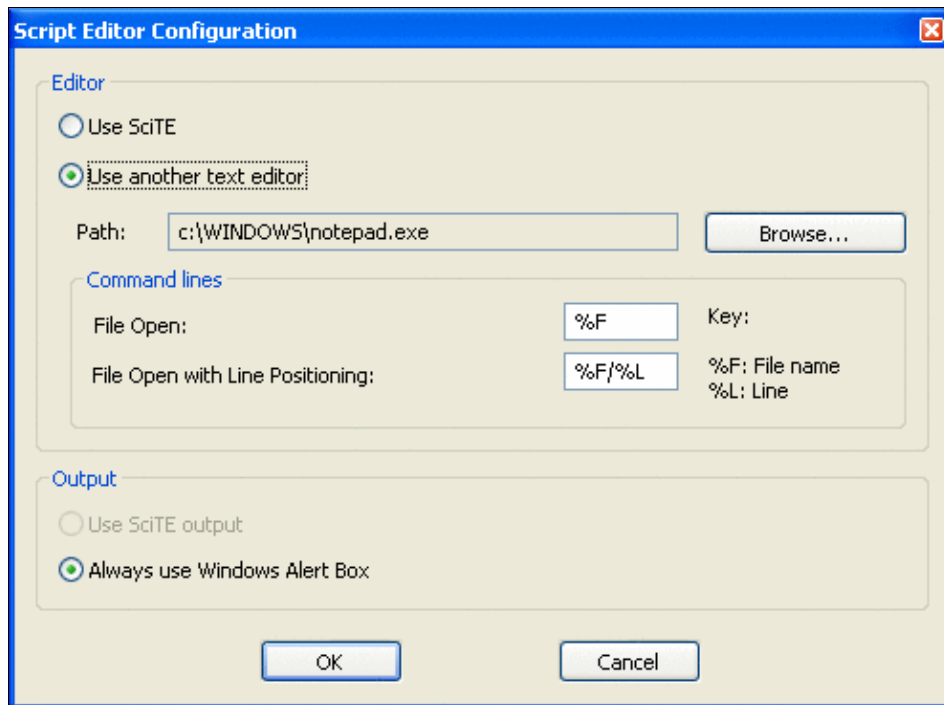 Script Editor Configuration
Editor
Use SciTE
Use another text editor
Path: c:\WINDOWS\notepad.exe Browse...
Command lines
File Open: %F Key:
File Open with Line Positioning: %F/%L %F: File name
%L: Line
Output
Use SciTE output
Always use Windows Alert Box
OK Cancel